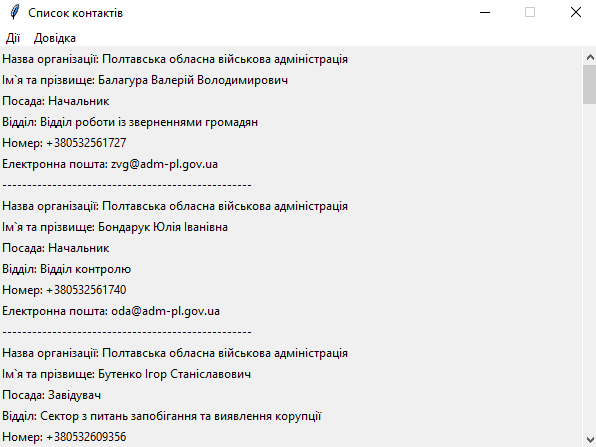 Список контактів
Дії Довідка
Назва організації: Полтавська обласна військова адміністрація
Ім`я та прізвище: Балагура Валерій Володимирович
Посада: Начальник
Відділ: Відділ роботи із зверненнями громадян
Номер: +380532561727
Електронна пошта: zvg@adm-pl.gov.ua
--------------------------------------------------
Назва організації: Полтавська обласна військова адміністрація
Ім`я та прізвище: Бондарук Юлія Іванівна
Посада: Начальник
Відділ: Відділ контролю
Номер: +380532561740
Електронна пошта: oda@adm-pl.gov.ua
--------------------------------------------------
Назва організації: Полтавська обласна військова адміністрація
Ім`я та прізвище: Бутенко Ігор Станіславович
Посада: Завідувач
Відділ: Сектор з питань запобігання та виявлення корупції
Номер: +380532609356